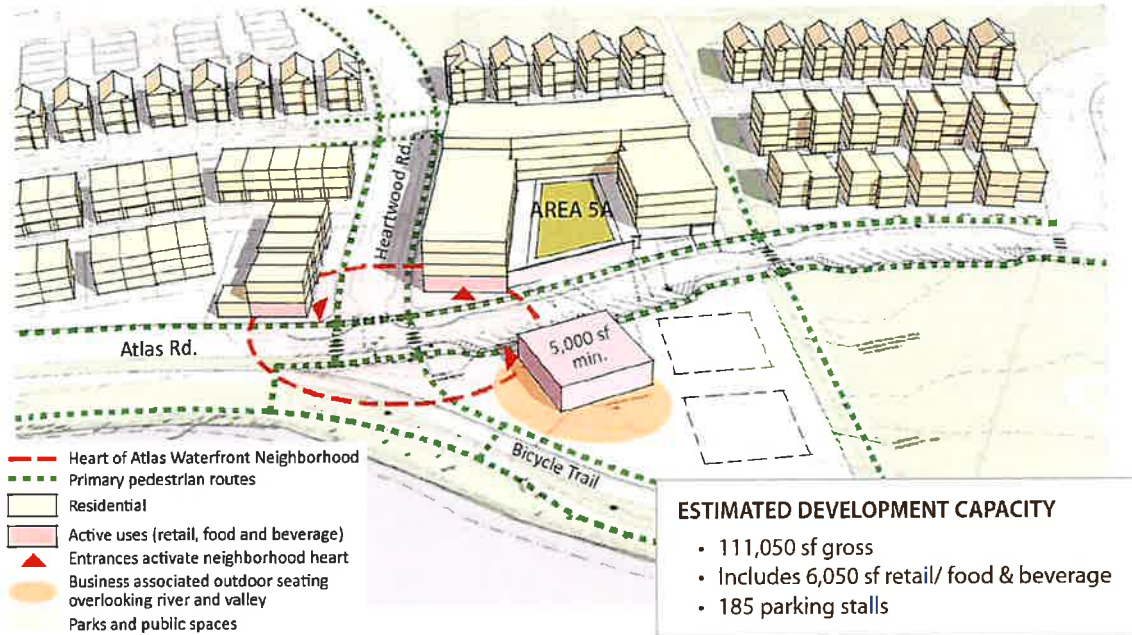 Heartwood Rd.
AREA 5A
5,000 sf
min.
Atlas Rd.
Bicycle Trail
Heart of Atlas Waterfront Neighborhood
Primary pedestrian routes
Residential
Active uses (retail, food and beverage)
Entrances activate neighborhood heart
Business associated outdoor seating
overlooking river and valley
Parks and public spaces
ESTIMATED DEVELOPMENT CAPACITY
• 111,050 sf gross
• Includes 6,050 sf retail/ food & beverage
• 185 parking stalls